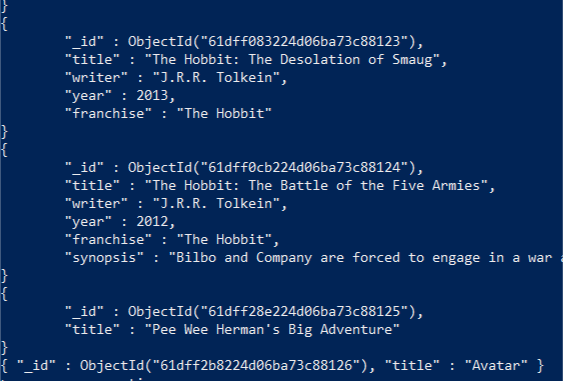 }
{
"_id" : ObjectId("61dff083224d06ba73c88123"),
"title" : "The Hobbit: The Desolation of Smaug",
"writer" : "J.R.R. Tolkein",
"year" : 2013,
"franchise" : "The Hobbit"
}
{
"_id" : ObjectId("61dff0cb224d06ba73c88124"),
"title" : "The Hobbit: The Battle of the Five Armies",
"writer" : "J.R.R. Tolkein",
"year" : 2012,
"franchise" : "The Hobbit",
"synopsis" : "Bilbo and Company are forced to engage in a war a
}
{
"_id" : ObjectId("61dff28e224d06ba73c88125"),
"title" : "Pee Wee Herman's Big Adventure"
}
{ "_id" : ObjectId("61dff2b8224d06ba73c88126"), "title" : "Avatar" }